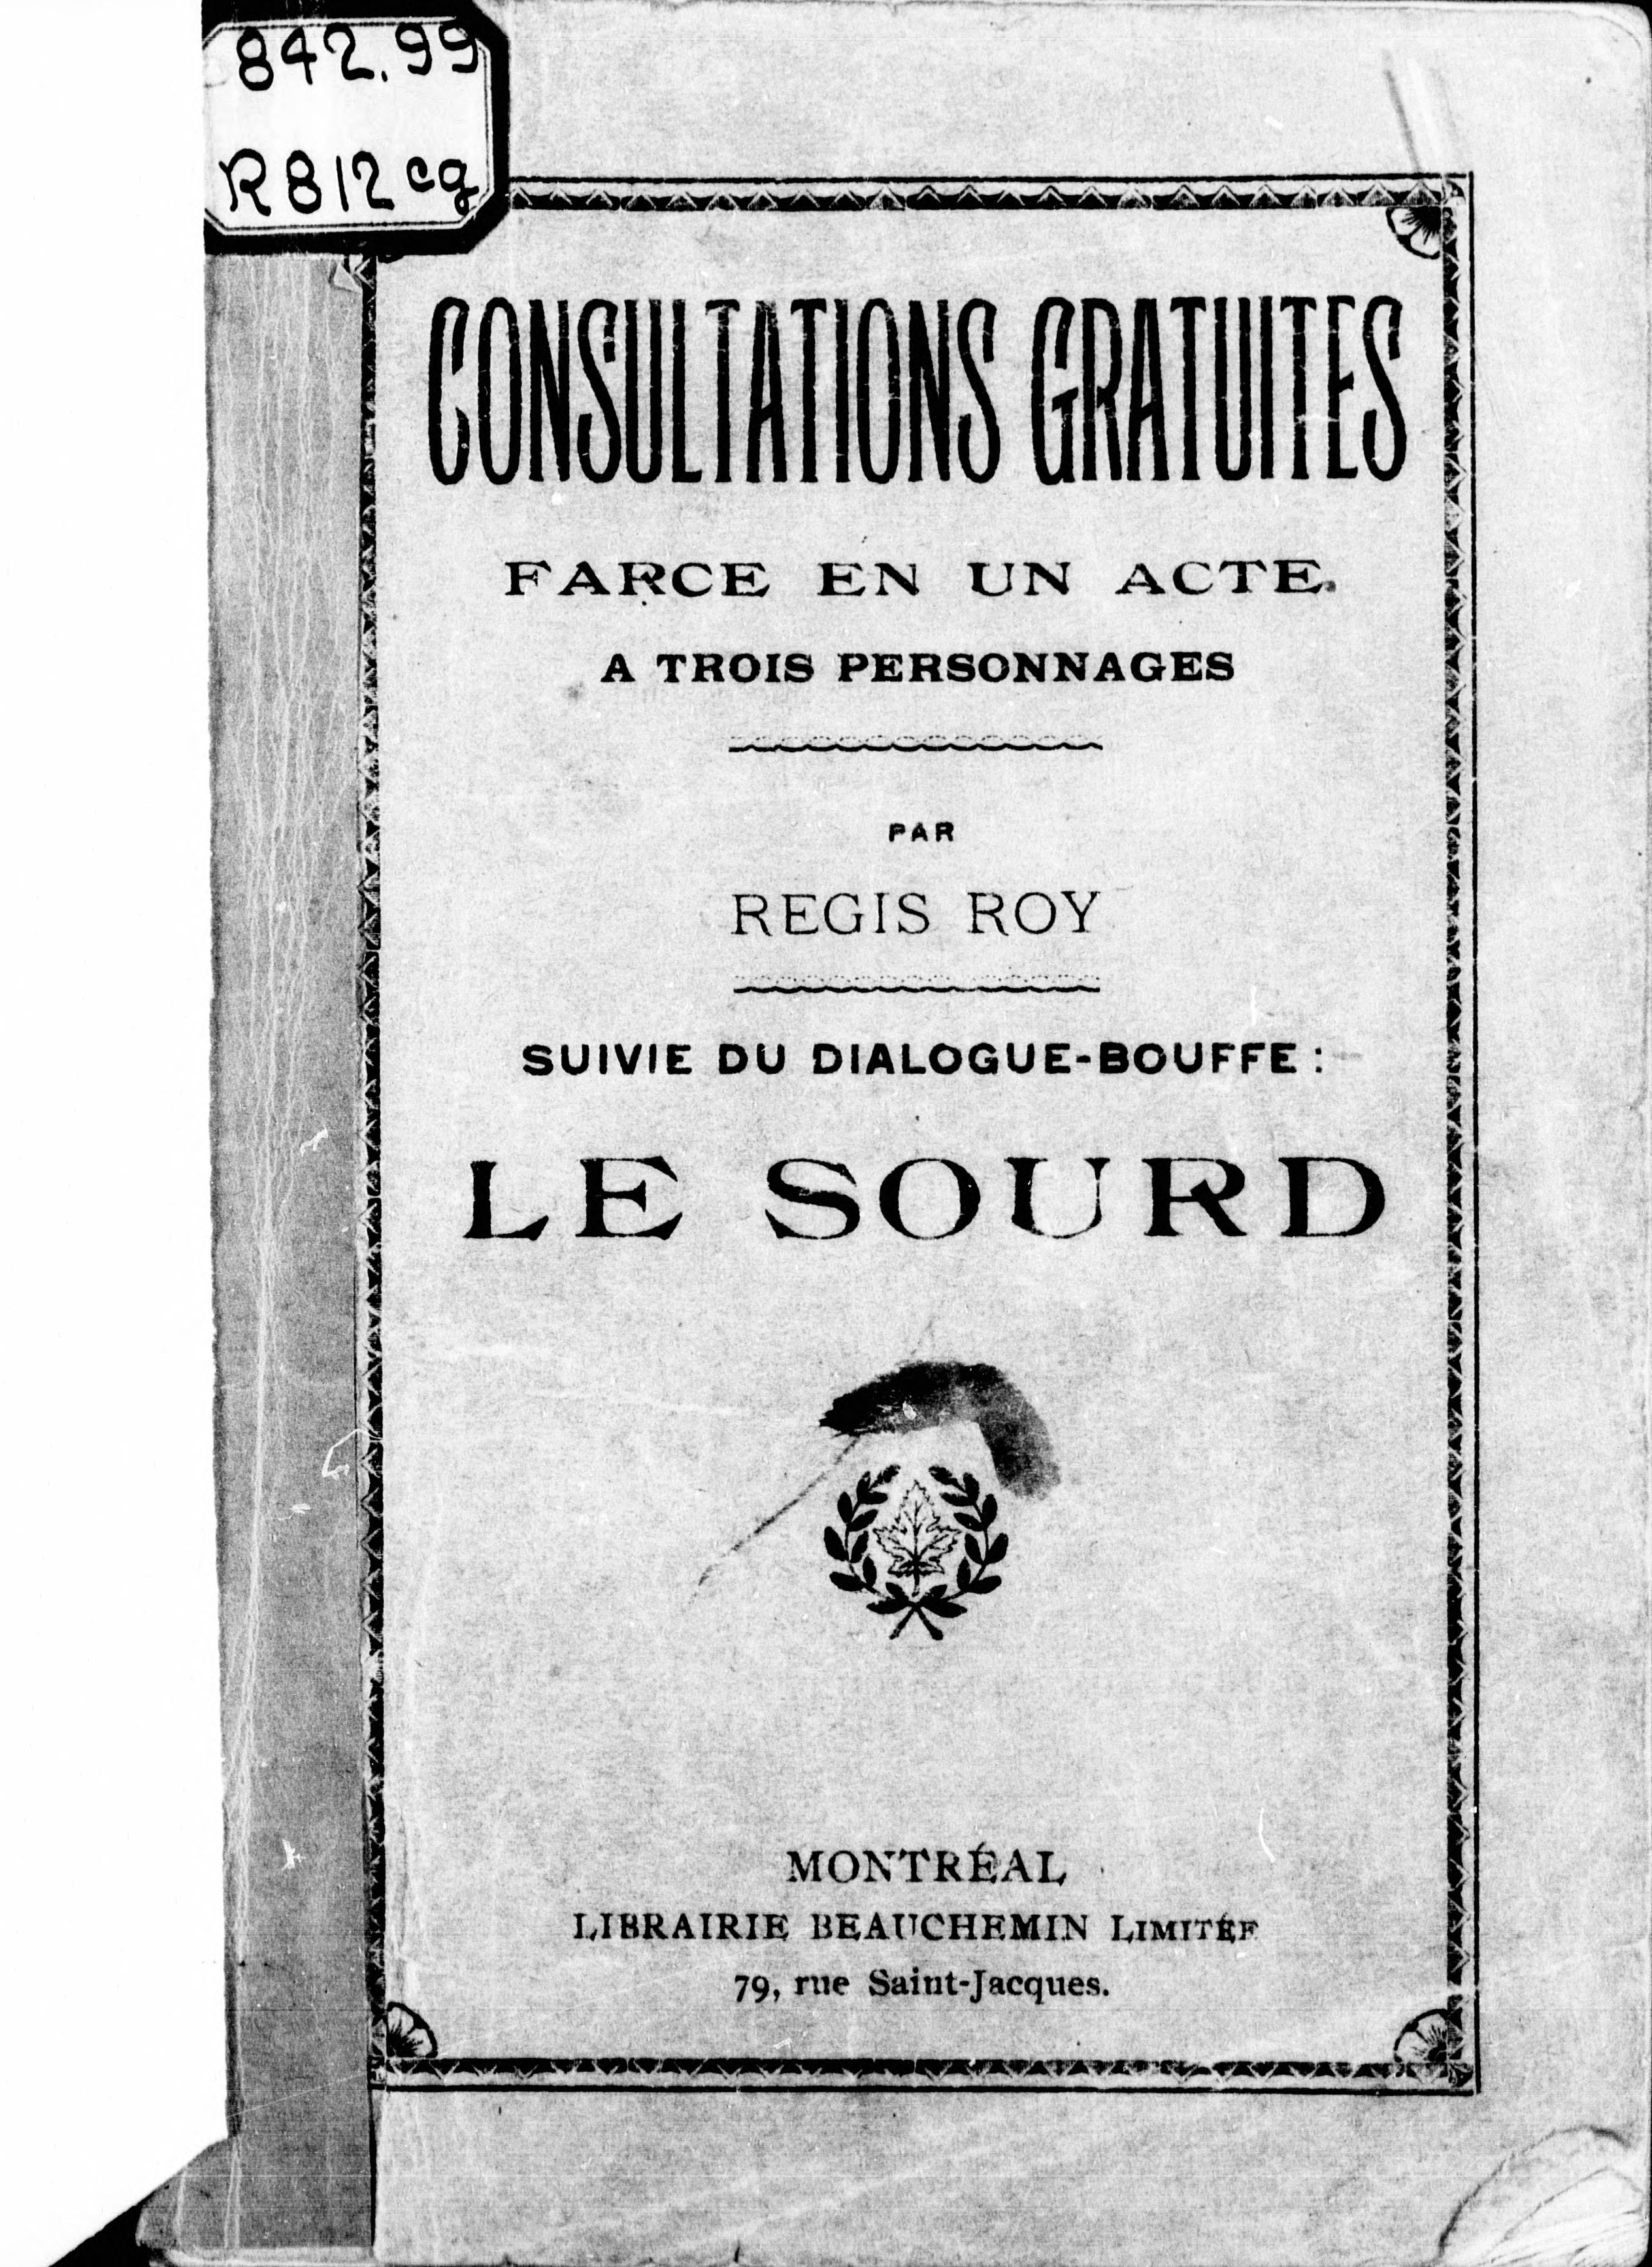 842.99
R812cg
CONSULTATIONS GRATUITES
FARCE EN UN ACTE
A TROIS PERSONNAGES
PAR
REGIS ROY
SUIVIE DU DIALOGUE-BOUFFE :
LE SOURD
MONTRÉAL
LIBRAIRIE BEAUCHEMIN LIMITÉE
79, rue Saint-Jacques.